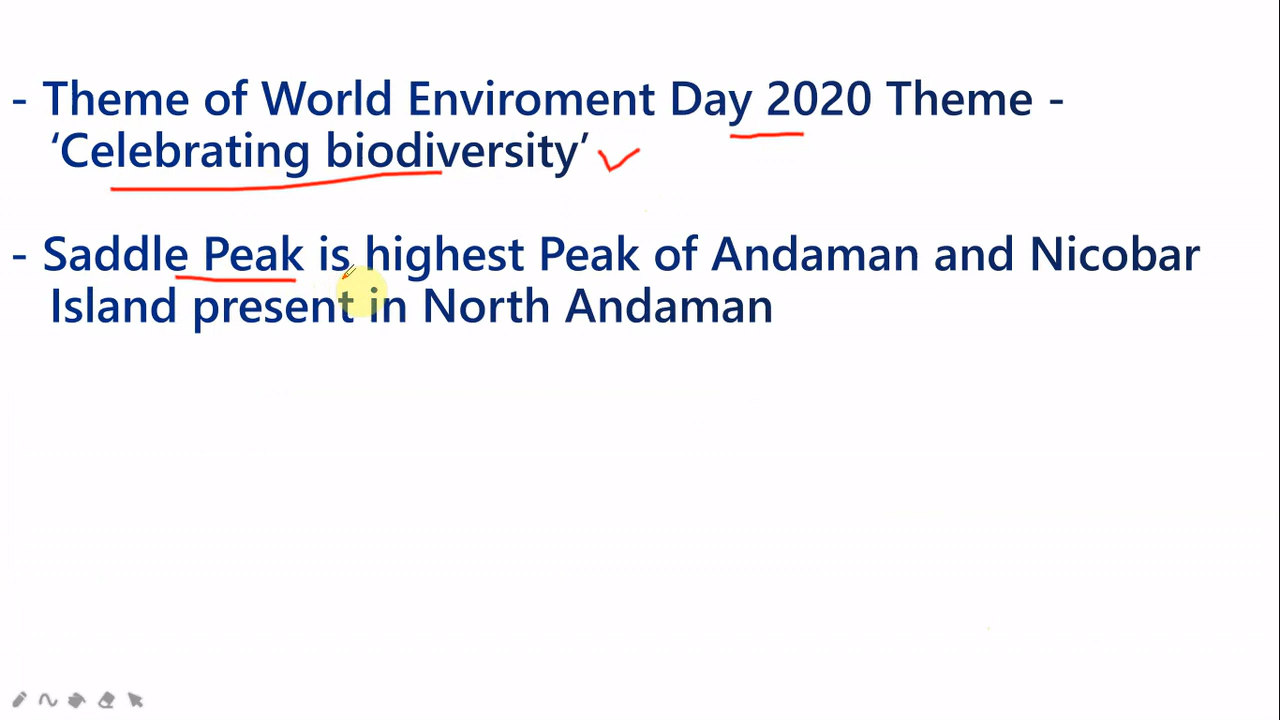 - Theme of World Enviroment Day 2020 Theme -
‘Celebrating biodiversity’
- Saddle Peak is highest Peak of Andaman and Nicobar
Island present in North Andaman